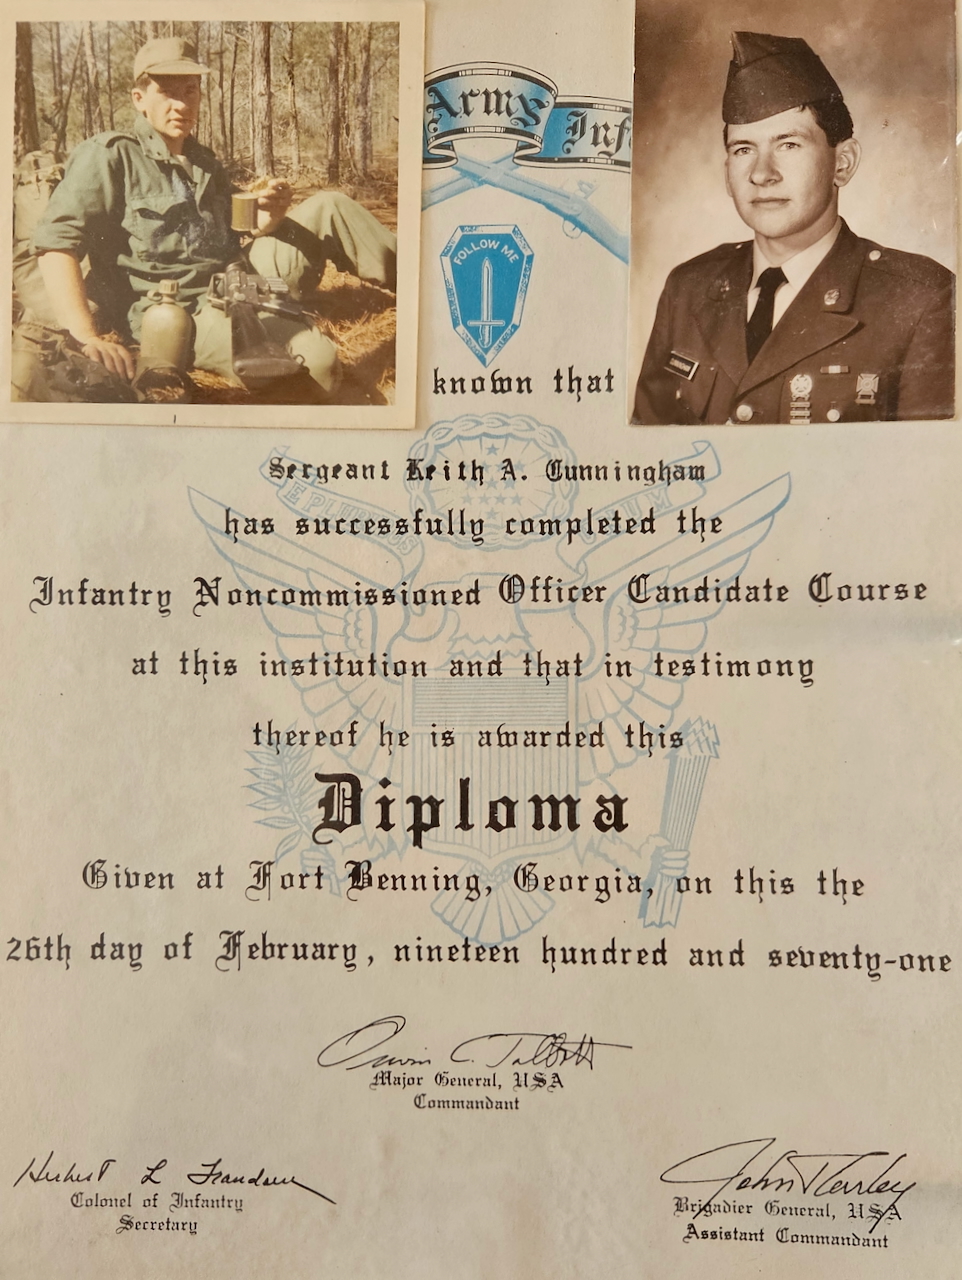 Army Inf
FOLLOW ME
known that
Sergeant Keith A. Cunningham
has successfully completed the
Infantry Noncommissioned Officer Candidate Course
at this institution and that in testimony
thereof he is awarded this
Diploma
Given at Fort Benning, Georgia, on this the
26th day of February, nineteen hundred and seventy-one
Orwin C. Talbott
Major General, USA
Commandant
Herbert L
Colonel of Infantry
Secretary
John
Brigadier General, USA
Assistant Commandant